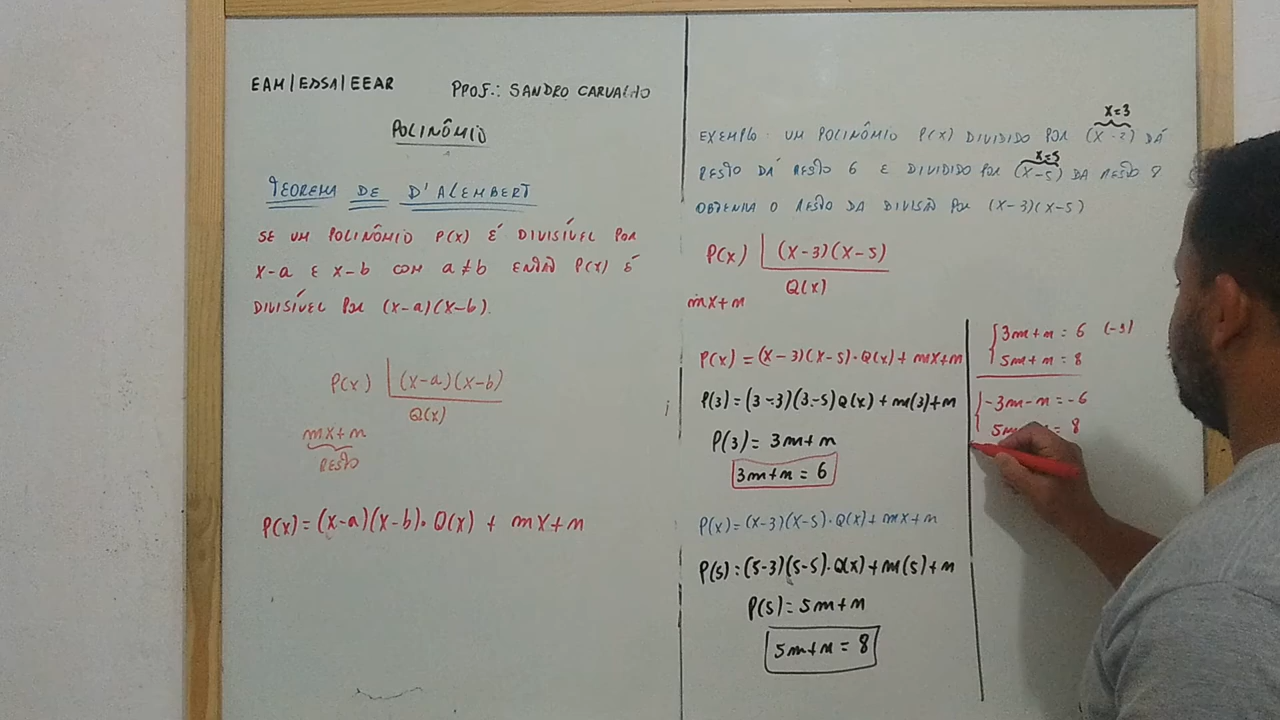 EAM/EDSA/EEAR PPOF.: SANDRO CARVALHO
POLINÔMIO
TEOREMA DE D'ALEMBERT
SE UM POLINÔMIO P(X) É DIVISÍVEL POR
X-a E X-b COM a≠b ENTÃO P(X) É
DIVISÍVEL POR (X-a)(X-b).
P(X) (X-a)(X-b)
Q(X)
mX+n
RESTO
P(X)=(X-a)(X-b).Q(X) + mX+n
X=3
EXEMPLO: UM POLINÔMIO P(X) DIVIDIDO POR (X-3) DÁ
X=5
RESTO DÁ RESTO 6 E DIVIDIDO POR (X-5) DA RESTO 8
OBTENHA O RESTO DA DIVISÃO POR (X-3)(X-5)
P(X) (X-3)(X-5)
Q(X)
mX+n
P(X)=(X-3)(X-5).Q(X)+mX+n
P(3)=(3-3)(3-5)Q(X)+m(3)+n
P(3)=3m+n
3m+n=6
P(X)=(X-3)(X-5).Q(X)+mX+n
P(5):(5-3)(5-5).Q(X)+m(5)+n
P(5)=5m+n
5m+n=8
3m+n=6
5m+n=8
-3m-n=-6
= 8